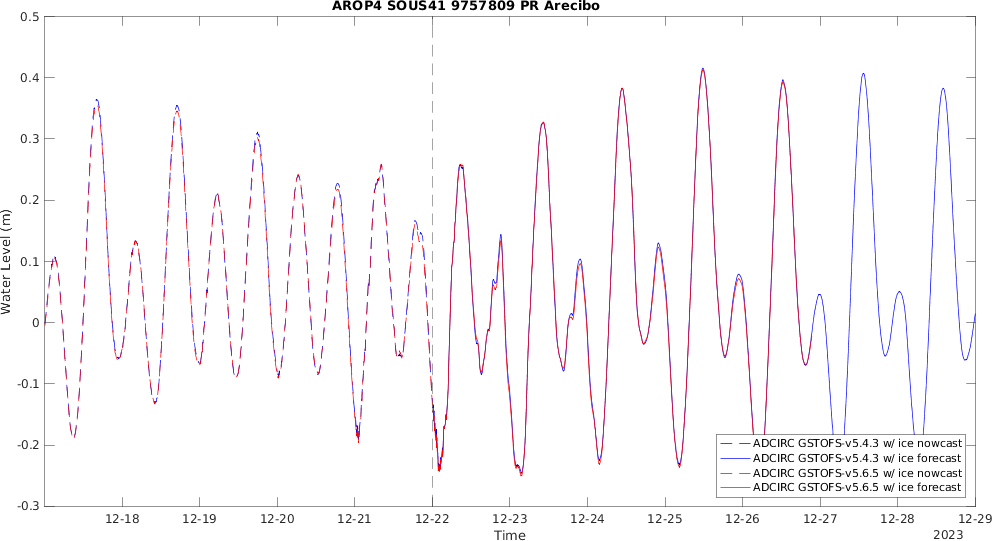 AROP4 SOUS41 9757809 PR Arecibo
0.5
0.4
0.3
0.2
0.1
0
-0.1
-0.2
-0.3
Water Level (m)
ADCIRC GSTOFS-v5.4.3 w/ ice nowcast
ADCIRC GSTOFS-v5.4.3 w/ ice forecast
ADCIRC GSTOFS-v5.6.5 w/ ice nowcast
ADCIRC GSTOFS-v5.6.5 w/ ice forecast
12-18 12-19 12-20 12-21 12-22 12-23 12-24 12-25 12-26 12-27 12-28 12-29
Time
2023